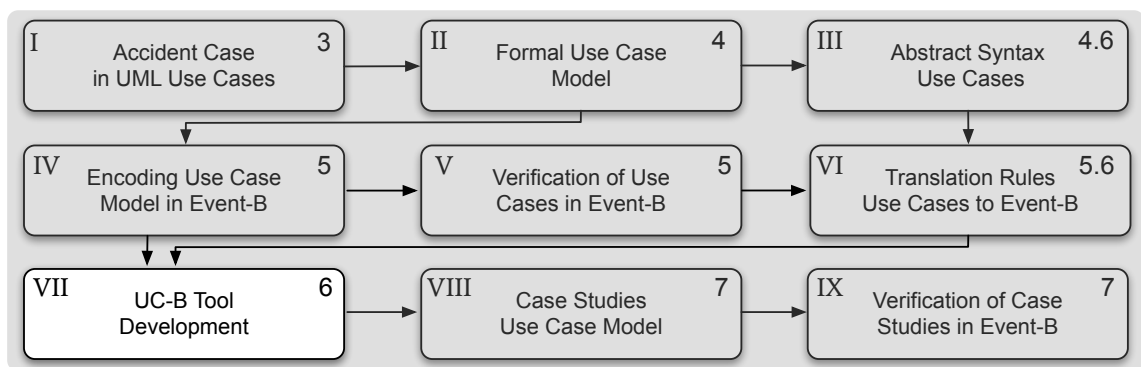 I
3
Accident Case
in UML Use Cases
II
4
Formal Use Case
Model
III
4.6
Abstract Syntax
Use Cases
IV
5
Encoding Use Case
Model in Event-B
V
5
Verification of Use
Cases in Event-B
VI
5.6
Translation Rules
Use Cases to Event-B
VII
6
UC-B Tool
Development
VIII
7
Case Studies
Use Case Model
IX
7
Verification of Case
Studies in Event-B